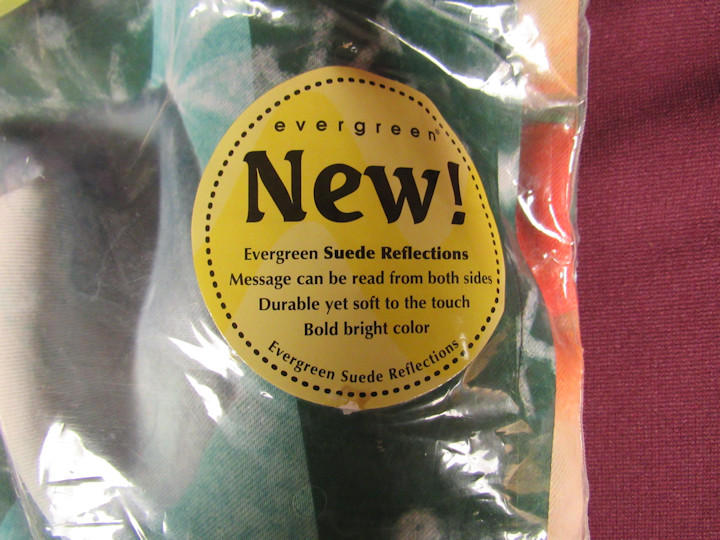 evergreen®
New!
Evergreen Suede Reflections
Message can be read from both sides
Durable yet soft to the touch
Bold bright color
Evergreen Suede Reflections